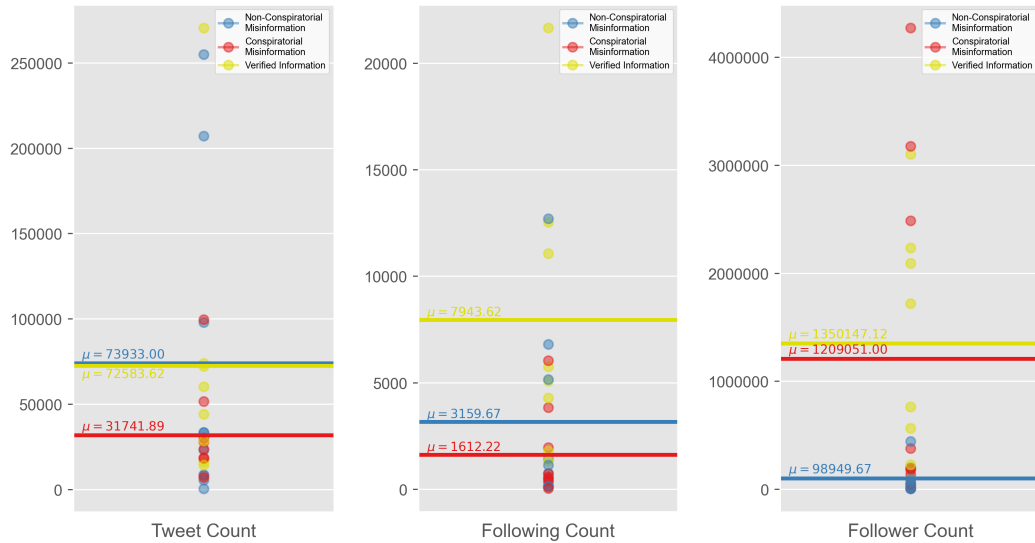 250000
200000
150000
100000
50000
0
Non-Conspiratorial
Misinformation
Conspiratorial
Misinformation
Verified Information
μ = 73933.00
μ = 72583.62
μ = 31741.89
Tweet Count
20000
15000
10000
5000
0
Non-Conspiratorial
Misinformation
Conspiratorial
Misinformation
Verified Information
μ = 7943.62
μ = 3159.67
μ = 1612.22
Following Count
4000000
3000000
2000000
1000000
0
Non-Conspiratorial
Misinformation
Conspiratorial
Misinformation
Verified Information
μ = 1350147.12
μ = 1209051.00
μ = 98949.67
Follower Count